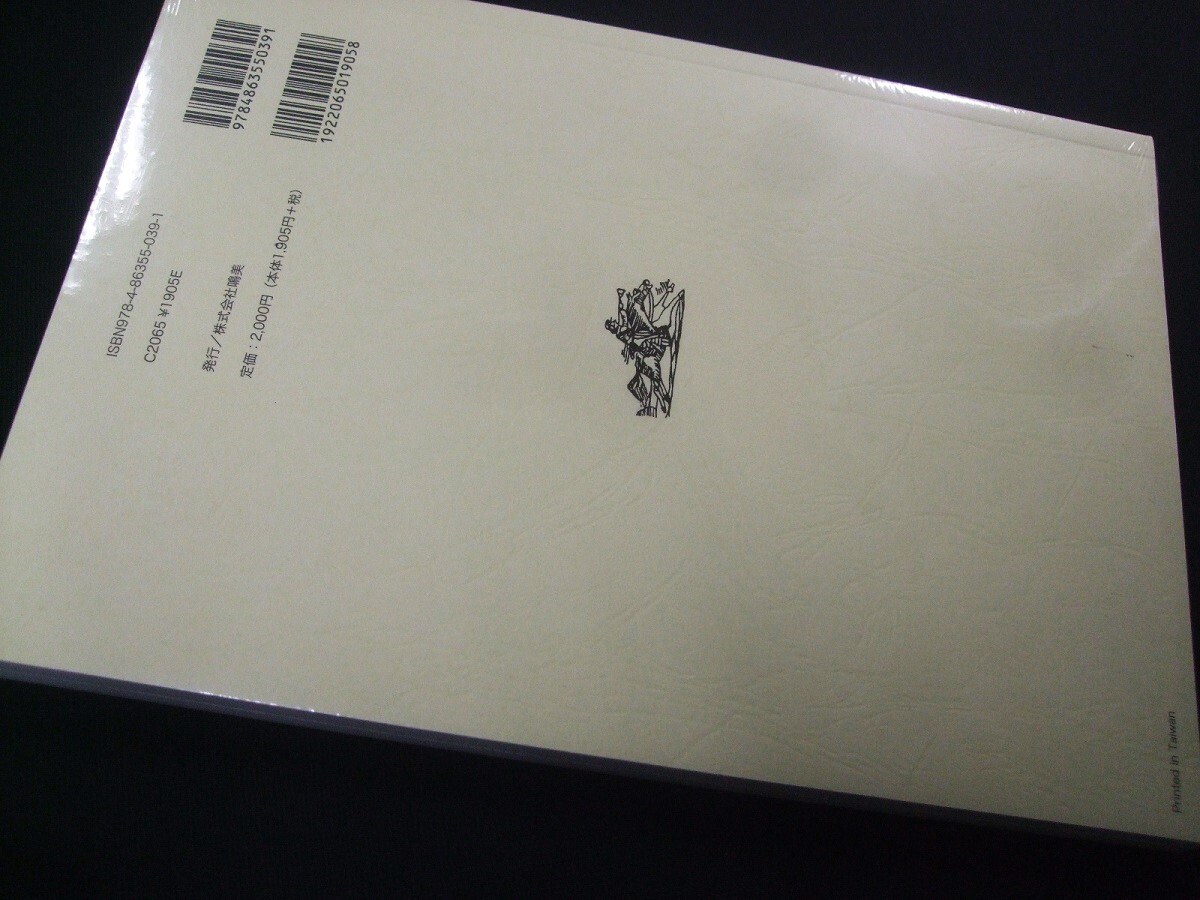 9784863550391
1922065019058
ISBN978-4-86355-039-1
C2065 ¥1905E
発行／株式会社鳴美
定価：2,000円（本体1,905円＋税）
Printed in Taiwan